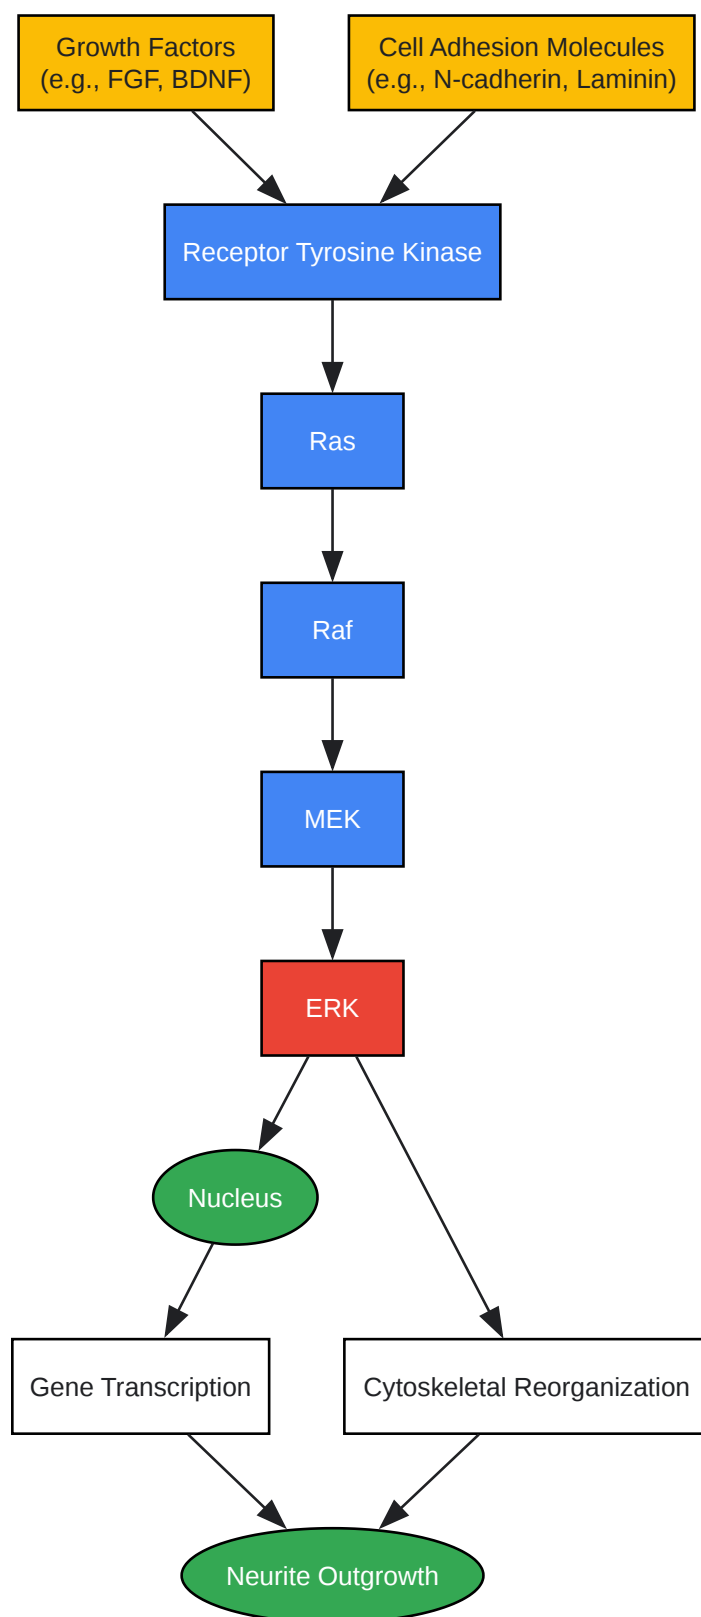 Growth Factors
(e.g., FGF, BDNF)
Cell Adhesion Molecules
(e.g., N-cadherin, Laminin)
Receptor Tyrosine Kinase
Ras
Raf
MEK
ERK
Nucleus
Gene Transcription
Cytoskeletal Reorganization
Neurite Outgrowth